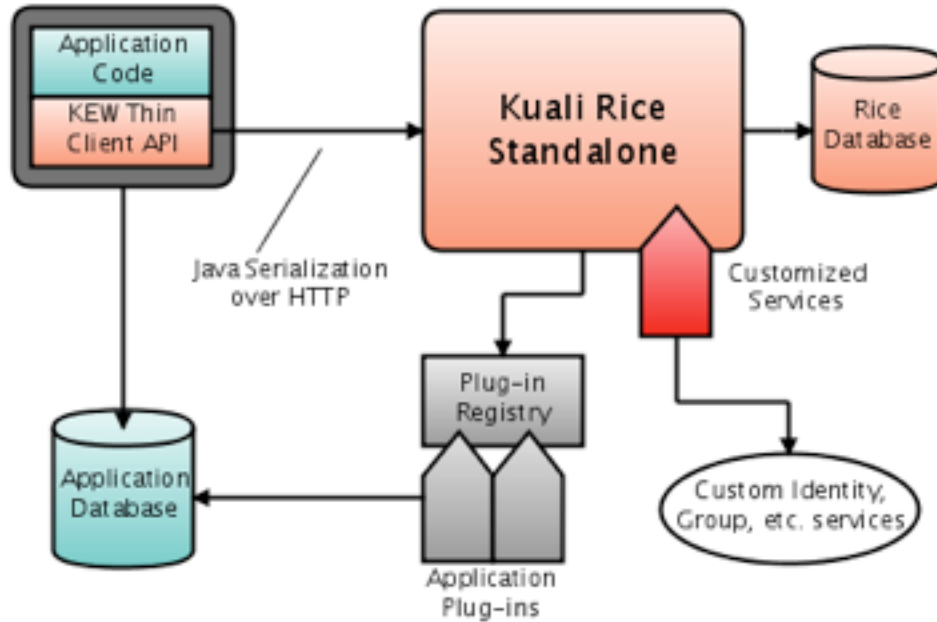 Application
Code
KEW Thin
Client API
Kuali Rice
Standalone
Rice
Database
Java Serialization
over HTTP
Customized
Services
Plug-in
Registry
Application
Database
Custom Identity,
Group, etc. services
Application
Plug-ins